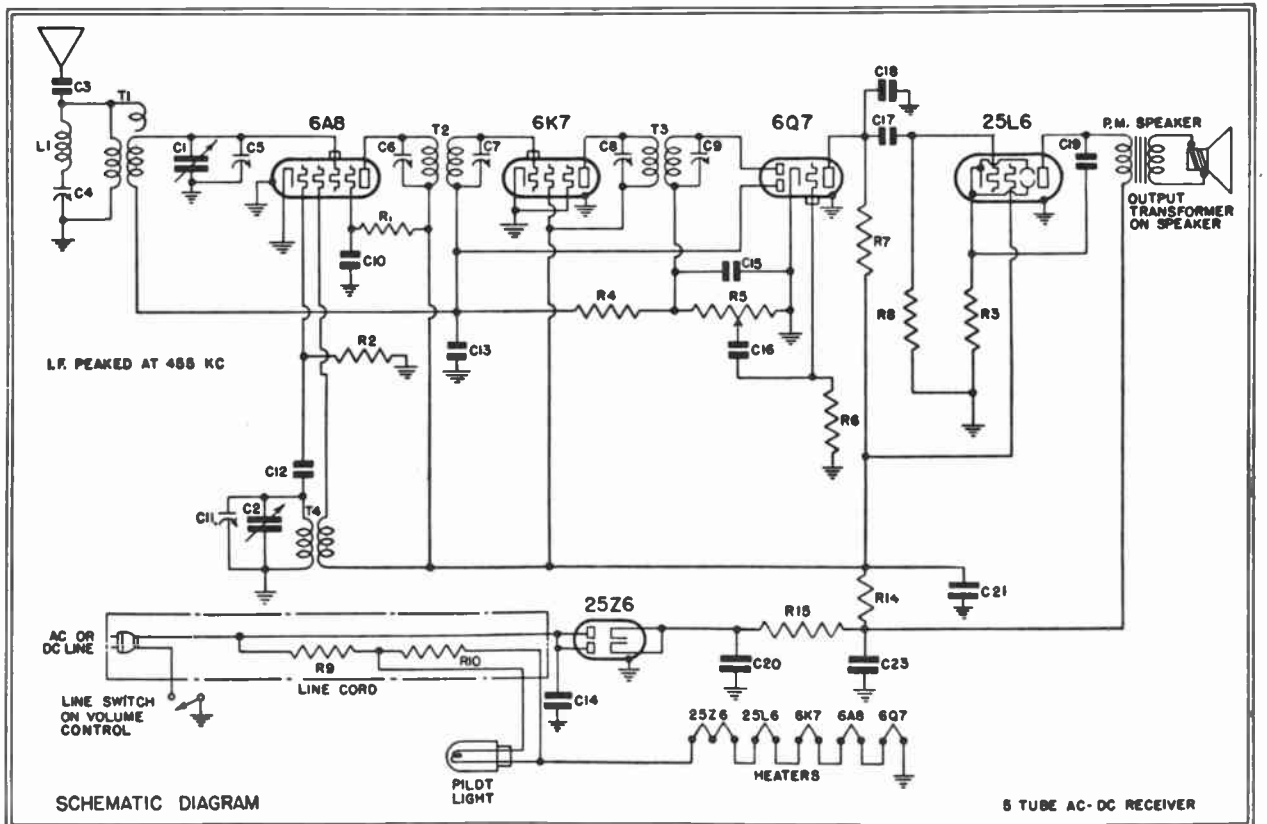 C3
T1
L1
C4
C1
C5
6A8
C6
T2
C7
6K7
C8
T3
C9
6Q7
C18
C17
25L6
C19
P.M. SPEAKER
OUTPUT
TRANSFORMER
ON SPEAKER
R1
C10
R7
C15
R4
R5
R8
R3
I.F. PEAKED AT 455 KC
R2
C13
C16
R6
C12
C11
C2
T4
C21
R14
25Z6
R15
AC OR
DC LINE
R9
R10
LINE CORD
C14
C20
C23
LINE SWITCH
ON VOLUME
CONTROL
25Z6 25L6 6K7 6A8 6Q7
HEATERS
PILOT
LIGHT
SCHEMATIC DIAGRAM
5 TUBE AC-DC RECEIVER